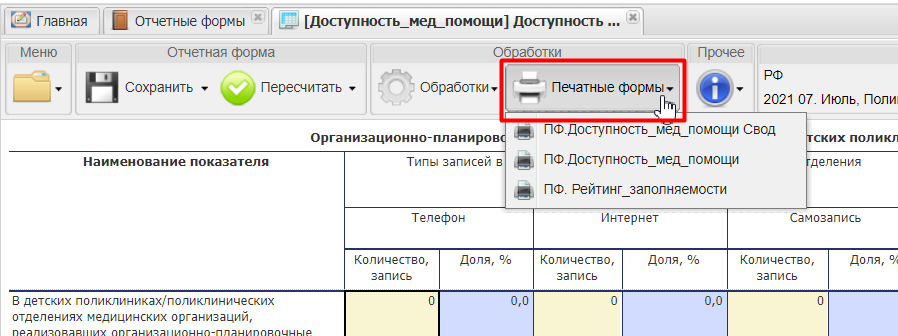 Главная
Отчетные формы
[Доступность_мед_помощи] Доступность ...
Меню
Отчетная форма
Обработки
Прочее
Сохранить
Пересчитать
Обработки
Печатные формы
РФ
2021 07. Июль, Поли
ПФ.Доступность_мед_помощи Свод
ПФ.Доступность_мед_помощи
ПФ. Рейтинг_заполняемости
Организационно-планиров
етских поликл
Наименование показателя
Типы записей в
отделения
Телефон
Интернет
Самозапись
Количество, запись
Доля, %
Количество, запись
Доля, %
Количество, запись
Доля, %
В детских поликлиниках/поликлинических
отделениях медицинских организаций,
реализовавших организационно-планировочные
0
0,0
0
0,0
0
0,